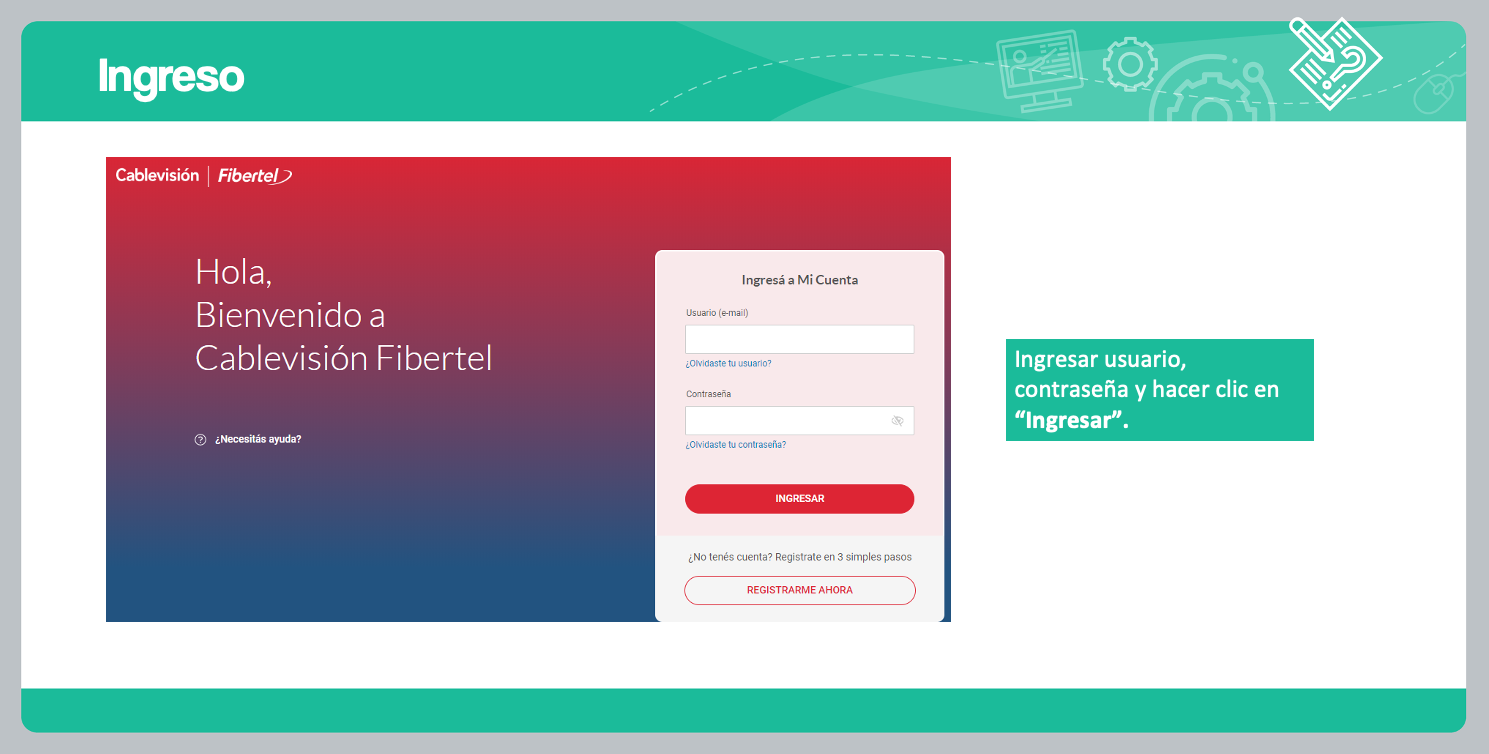 Ingreso
Cablevisión | Fibertel
Hola,
Bienvenido a
Cablevisión Fibertel
¿Necesitás ayuda?
Ingresá a Mi Cuenta
Usuario (e-mail)
¿Olvidaste tu usuario?
Contraseña
¿Olvidaste tu contraseña?
INGRESAR
¿No tenés cuenta? Registrate en 3 simples pasos
REGISTRARME AHORA
Ingresar usuario,
contraseña y hacer clic en
“Ingresar”.